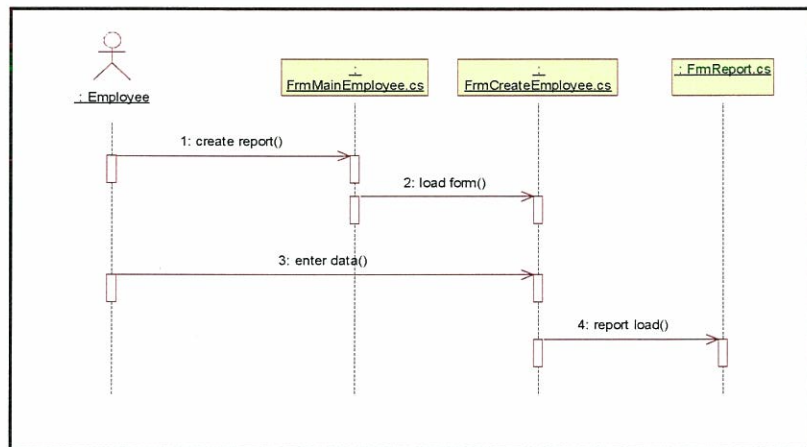 : Employee
:
FrmMainEmployee.cs
:
FrmCreateEmployee.cs
: FrmReport.cs
1: create report()
2: load form()
3: enter data()
4: report load()